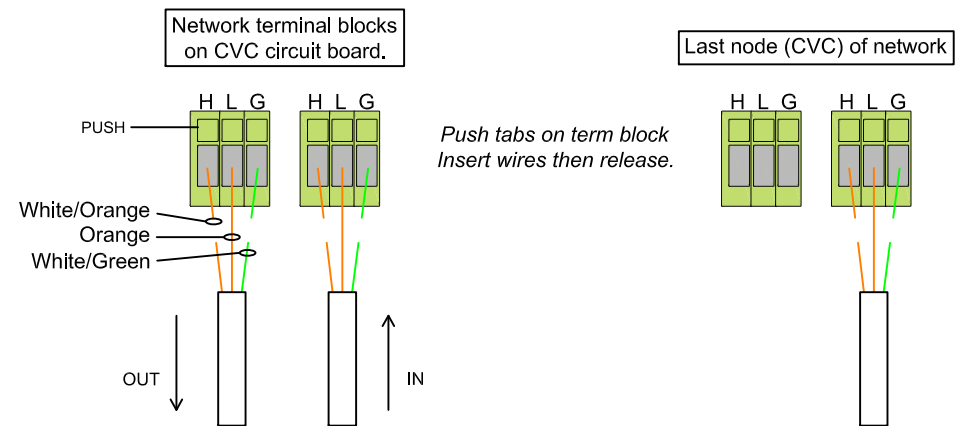 Network terminal blocks
on CVC circuit board.
Last node (CVC) of network
H L G
H L G
H L G
H L G
PUSH
Push tabs on term block
Insert wires then release.
White/Orange
Orange
White/Green
OUT
IN